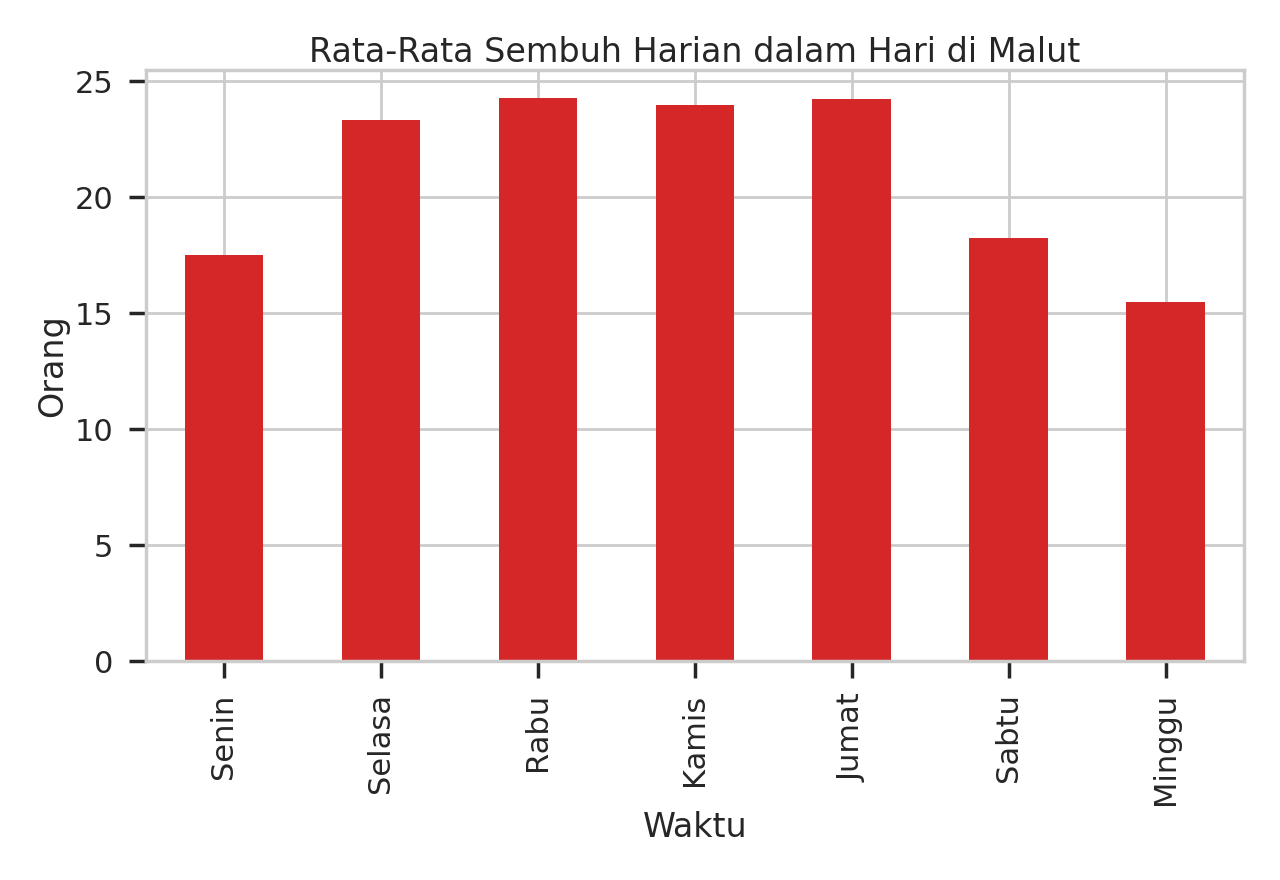 Rata-Rata Sembuh Harian dalam Hari di Malut
25
20
15
10
5
0
Orang
Senin
Selasa
Rabu
Kamis
Jumat
Sabtu
Minggu
Waktu